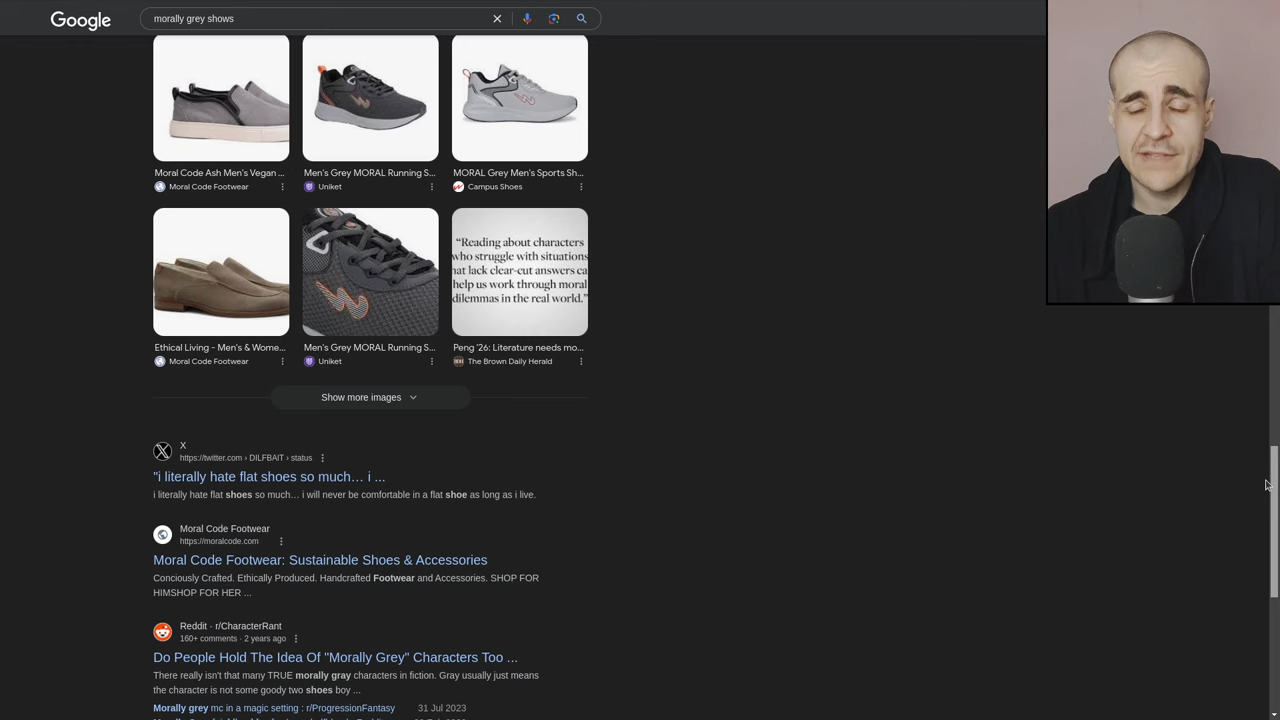 Google
morally grey shows
Moral Code Ash Men's Vegan ...
Moral Code Footwear
Men's Grey MORAL Running S...
Uniket
MORAL Grey Men's Sports Sh...
Campus Shoes
“Reading about characters
who struggle with situations
hat lack clear-cut answers ca
help us work through moral
dilemmas in the real world.”
Ethical Living - Men's & Wome...
Moral Code Footwear
Men's Grey MORAL Running S...
Uniket
Peng '26: Literature needs mo...
The Brown Daily Herald
Show more images
X
https://twitter.com › DILFBAIT › status
"i literally hate flat shoes so much… i ...
i literally hate flat shoes so much… i will never be comfortable in a flat shoe as long as i live.
Moral Code Footwear
https://moralcode.com
Moral Code Footwear: Sustainable Shoes & Accessories
Conciously Crafted. Ethically Produced. Handcrafted Footwear and Accessories. SHOP FOR
HIMSHOP FOR HER ...
Reddit · r/CharacterRant
160+ comments · 2 years ago
Do People Hold The Idea Of "Morally Grey" Characters Too ...
There really isn't that many TRUE morally gray characters in fiction. Gray usually just means
the character is not some goody two shoes boy ...
Morally grey mc in a magic setting : r/ProgressionFantasy 31 Jul 2023